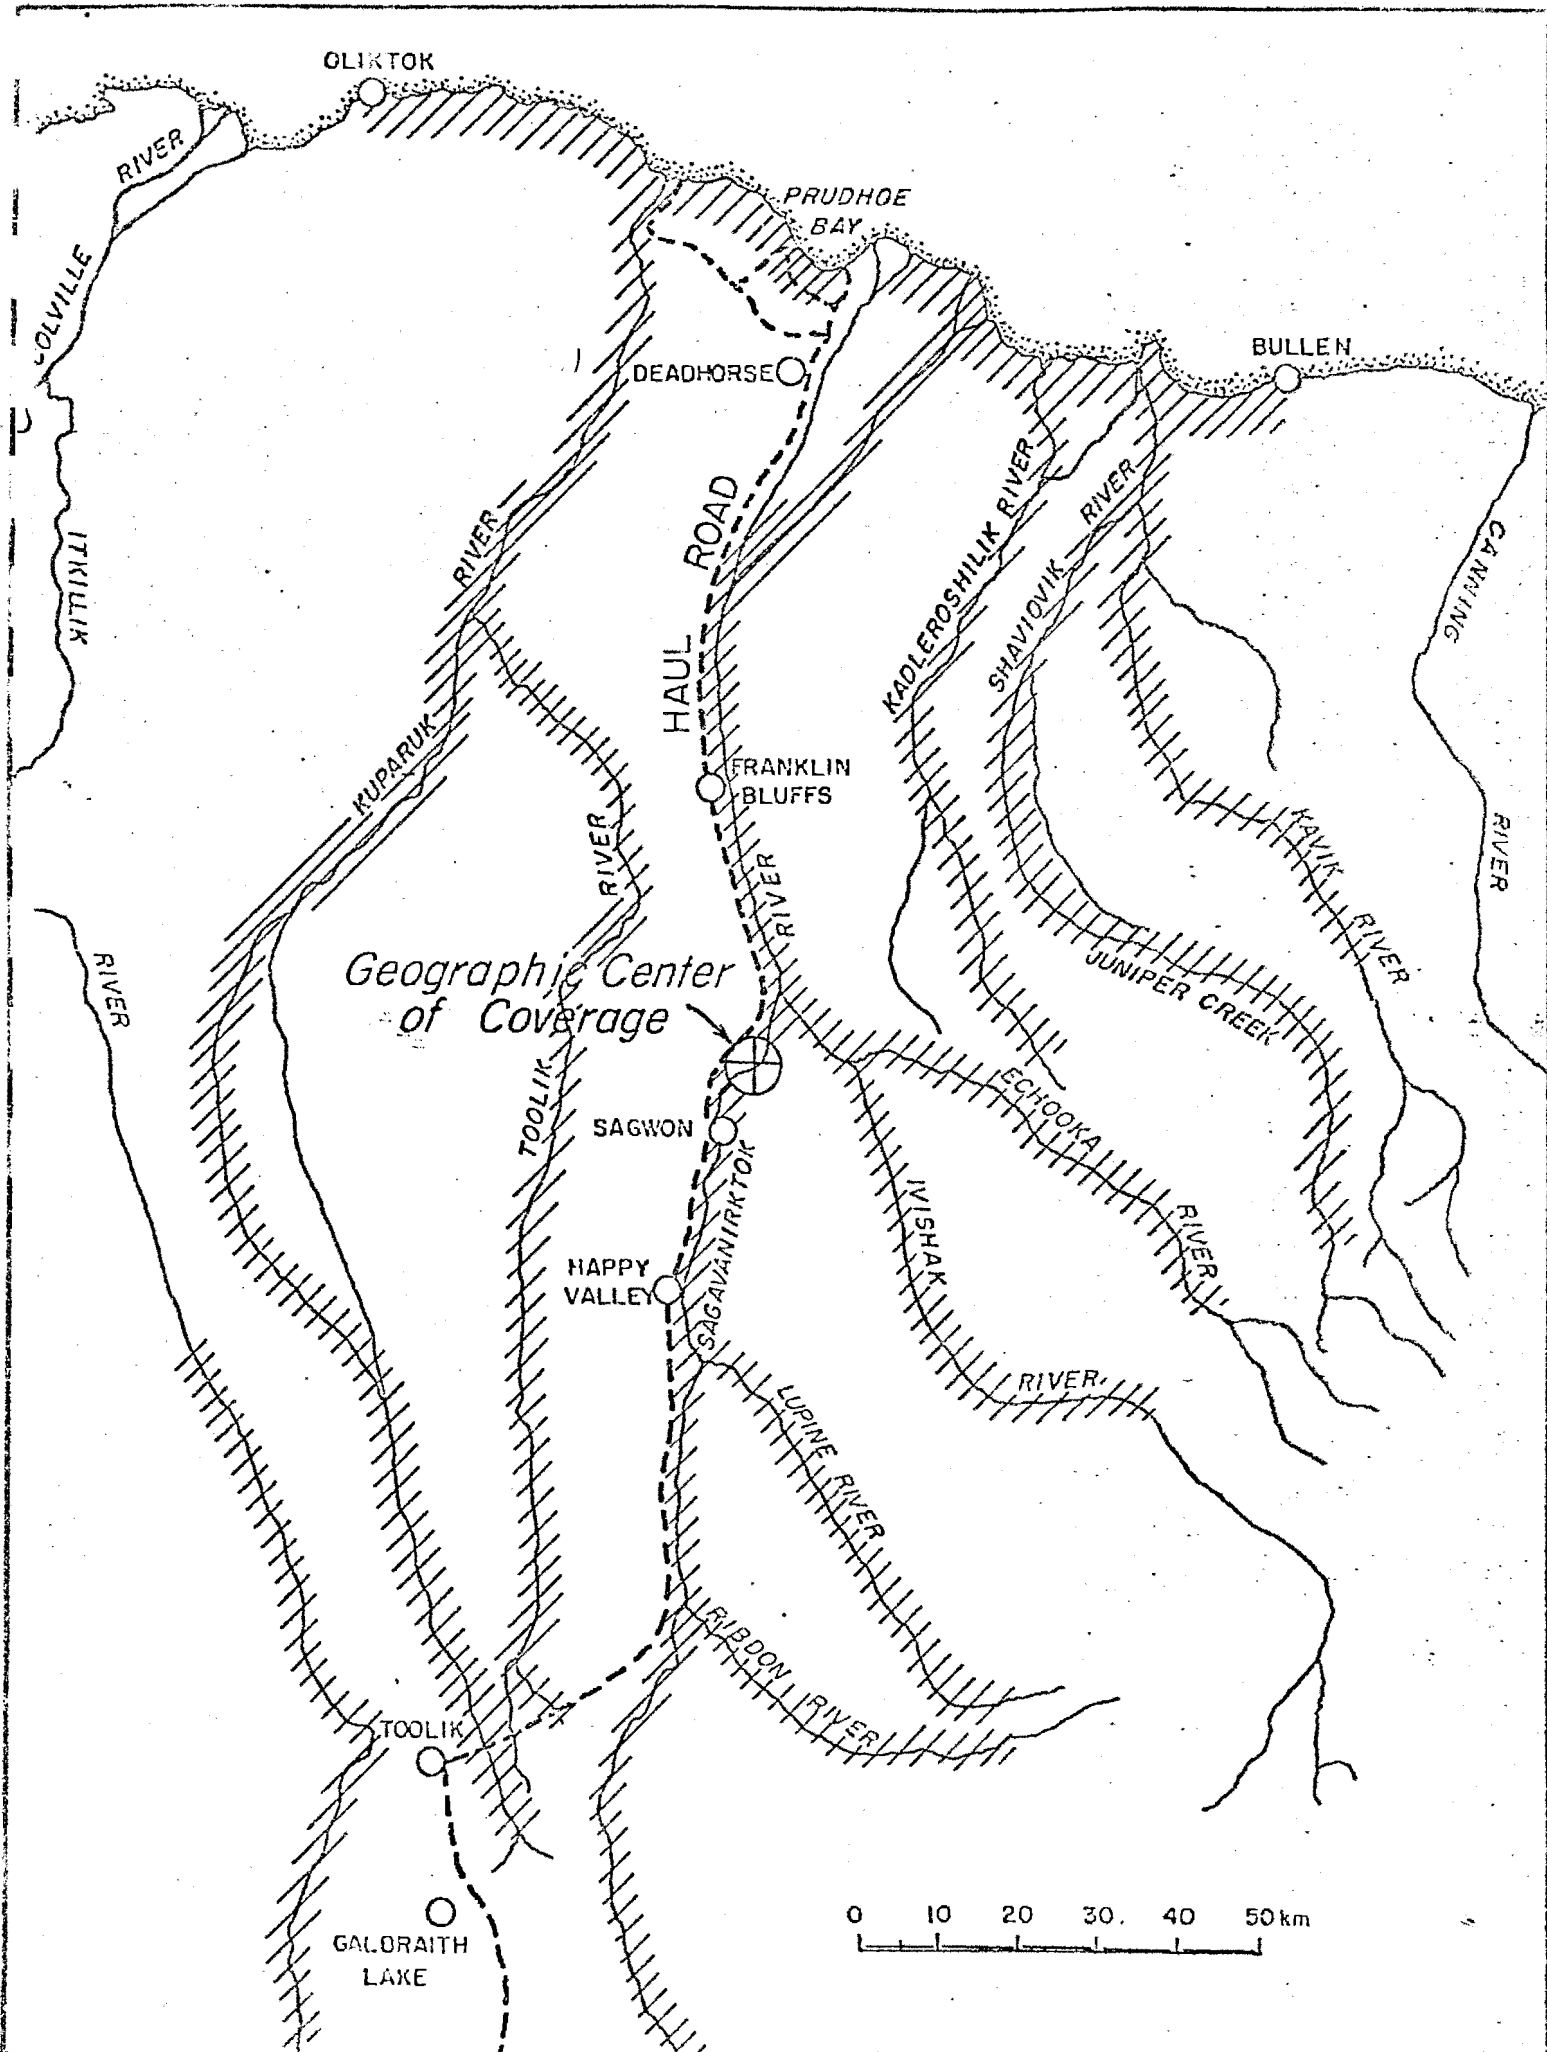 OLIKTOK
RIVER
PRUDHOE
BAY
COLVILLE
BULLEN
DEADHORSE
ROAD
RIVER
KADLEROSHILIK RIVER
RIVER
CANNING
ITKILLIK
SHAVIOVIK
HAUL
KUPARUK
FRANKLIN
BLUFFS
RIVER
KAVIK
RIVER
RIVER
RIVER
RIVER
JUNIPER CREEK
Geographic Center
of Coverage
RIVER
TOOLIK
ECHOOKA
SAGWON
SAGAVANIRKTOK
IVISHAK
RIVER
HAPPY
VALLEY
RIVER
LUPINE RIVER
RIBDON
RIVER
TOOLIK
0 10 20 30. 40 50 km
GALBRAITH
LAKE